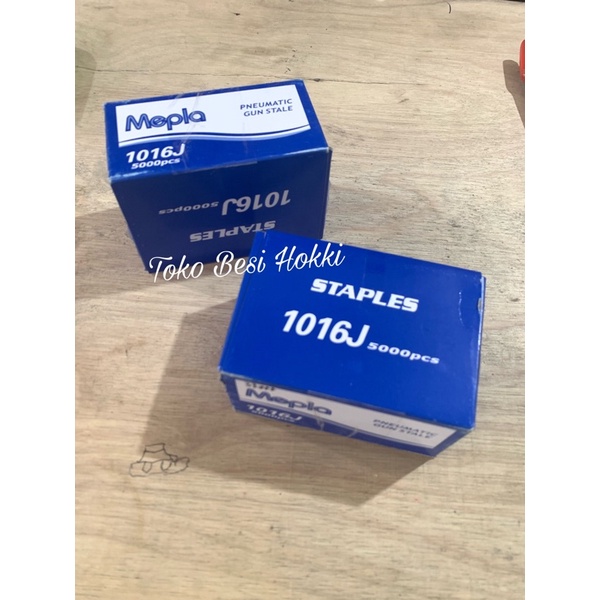 Mepla
PNEUMATIC
GUN STALE
1016J
5000pcs
1016J 5000pcs
STAPLES
Toko Besi Hokki
STAPLES
1016J 5000pcs
Mepla
1016J
PNEUMATIC
GUN STALE